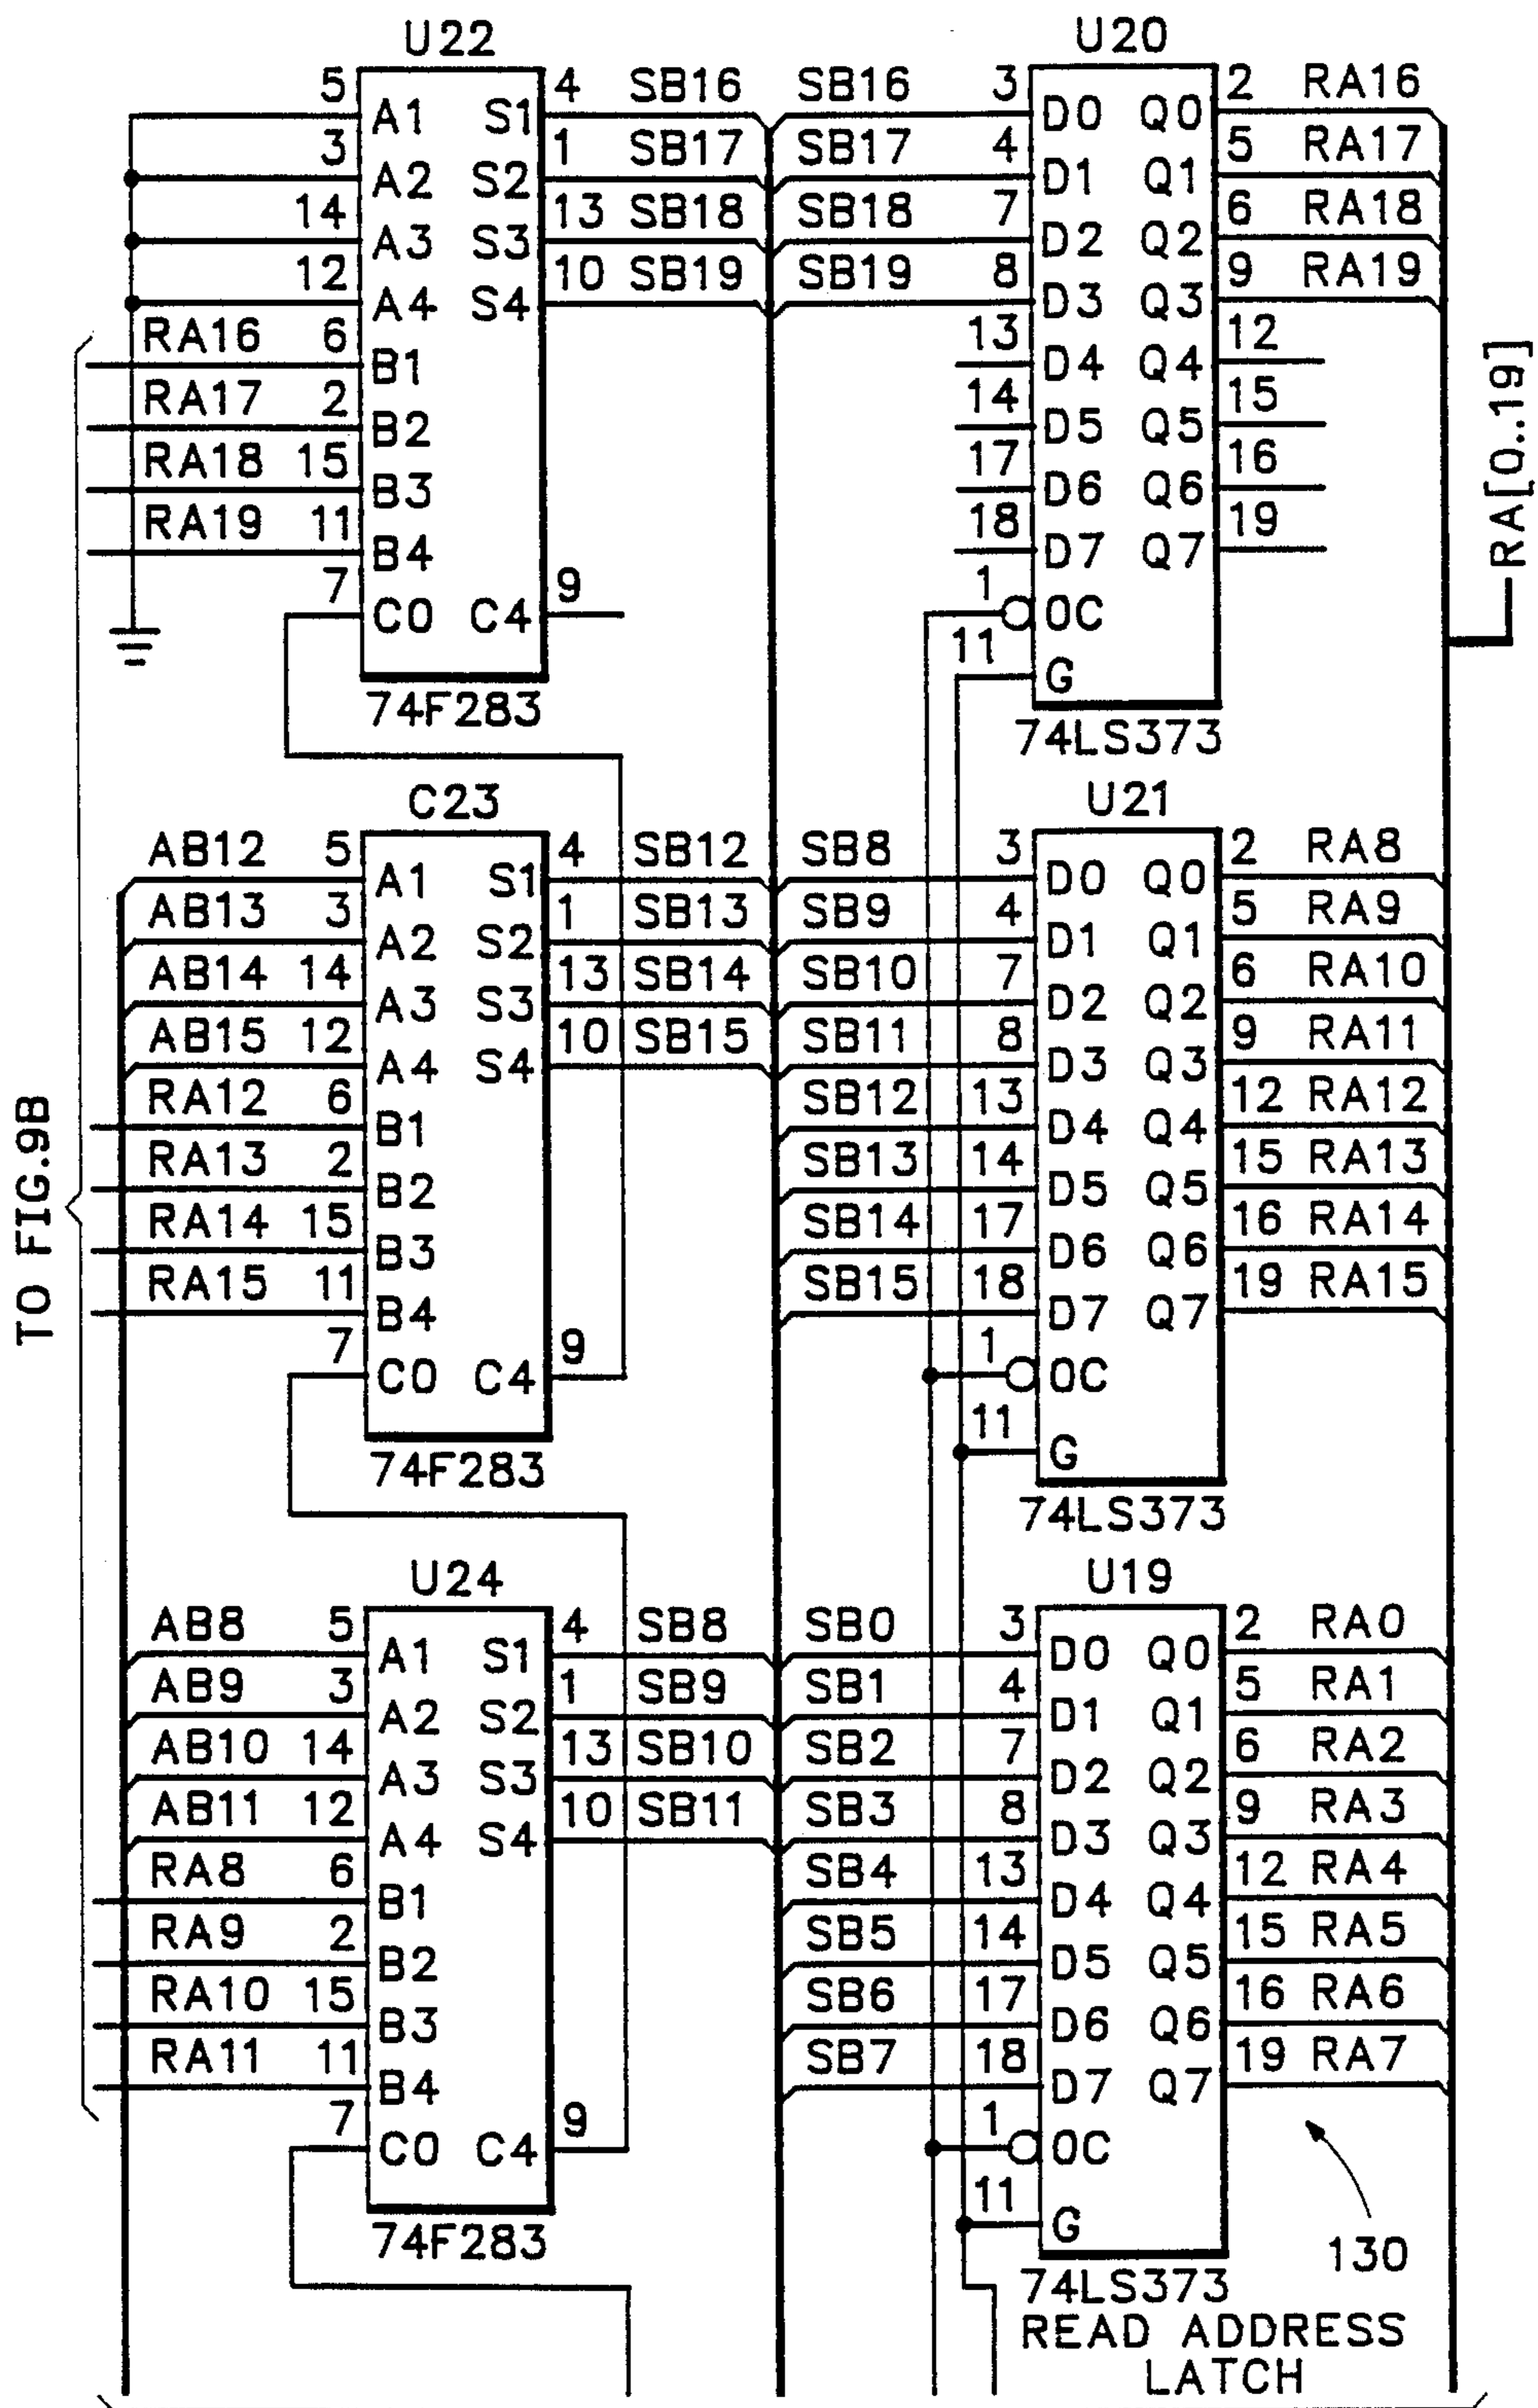 U22
5 A1 S1 4 SB16
3 A2 S2 1 SB17
14 A3 S3 13 SB18
12 A4 S4 10 SB19
RA16 6 B1
RA17 2 B2
RA18 15 B3
RA19 11 B4
7 C0 C4 9
74F283
U20
SB16 3 D0 Q0 2 RA16
SB17 4 D1 Q1 5 RA17
SB18 7 D2 Q2 6 RA18
SB19 8 D3 Q3 9 RA19
13 D4 Q4 12
14 D5 Q5 15
17 D6 Q6 16
18 D7 Q7 19
1 OC
11 G
74LS373
RA[0..19]
TO FIG.9B
C23
AB12 5 A1 S1 4 SB12
AB13 3 A2 S2 1 SB13
AB14 14 A3 S3 13 SB14
AB15 12 A4 S4 10 SB15
RA12 6 B1
RA13 2 B2
RA14 15 B3
RA15 11 B4
7 C0 C4 9
74F283
U21
SB8 3 D0 Q0 2 RA8
SB9 4 D1 Q1 5 RA9
SB10 7 D2 Q2 6 RA10
SB11 8 D3 Q3 9 RA11
SB12 13 D4 Q4 12 RA12
SB13 14 D5 Q5 15 RA13
SB14 17 D6 Q6 16 RA14
SB15 18 D7 Q7 19 RA15
1 OC
11 G
74LS373
U24
AB8 5 A1 S1 4 SB8
AB9 3 A2 S2 1 SB9
AB10 14 A3 S3 13 SB10
AB11 12 A4 S4 10 SB11
RA8 6 B1
RA9 2 B2
RA10 15 B3
RA11 11 B4
7 C0 C4 9
74F283
U19
SB0 3 D0 Q0 2 RA0
SB1 4 D1 Q1 5 RA1
SB2 7 D2 Q2 6 RA2
SB3 8 D3 Q3 9 RA3
SB4 13 D4 Q4 12 RA4
SB5 14 D5 Q5 15 RA5
SB6 17 D6 Q6 16 RA6
SB7 18 D7 Q7 19 RA7
1 OC
11 G
130
74LS373
READ ADDRESS
LATCH